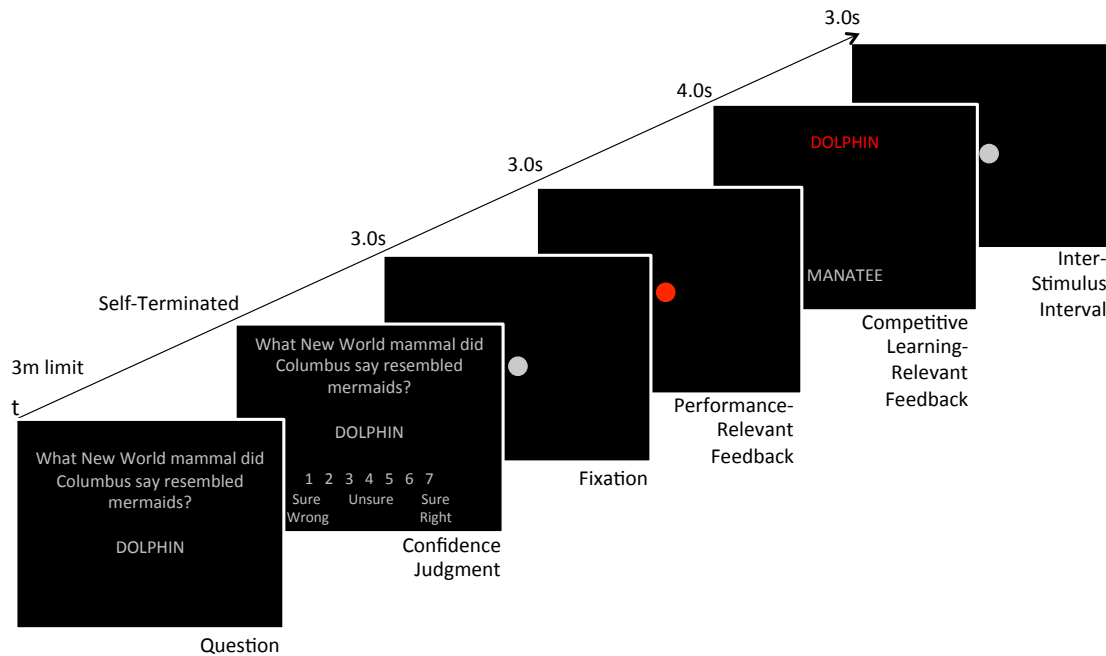 3m limit
t
What New World mammal did
Columbus say resembled
mermaids?
DOLPHIN
Question
Self-Terminated
What New World mammal did
Columbus say resembled
mermaids?
DOLPHIN
1 2 3 4 5 6 7
Sure Unsure Sure
Wrong Right
Confidence
Judgment
3.0s
Fixation
3.0s
Performance-
Relevant
Feedback
4.0s
DOLPHIN
MANATEE
Competitive
Learning-
Relevant
Feedback
3.0s
Inter-
Stimulus
Interval